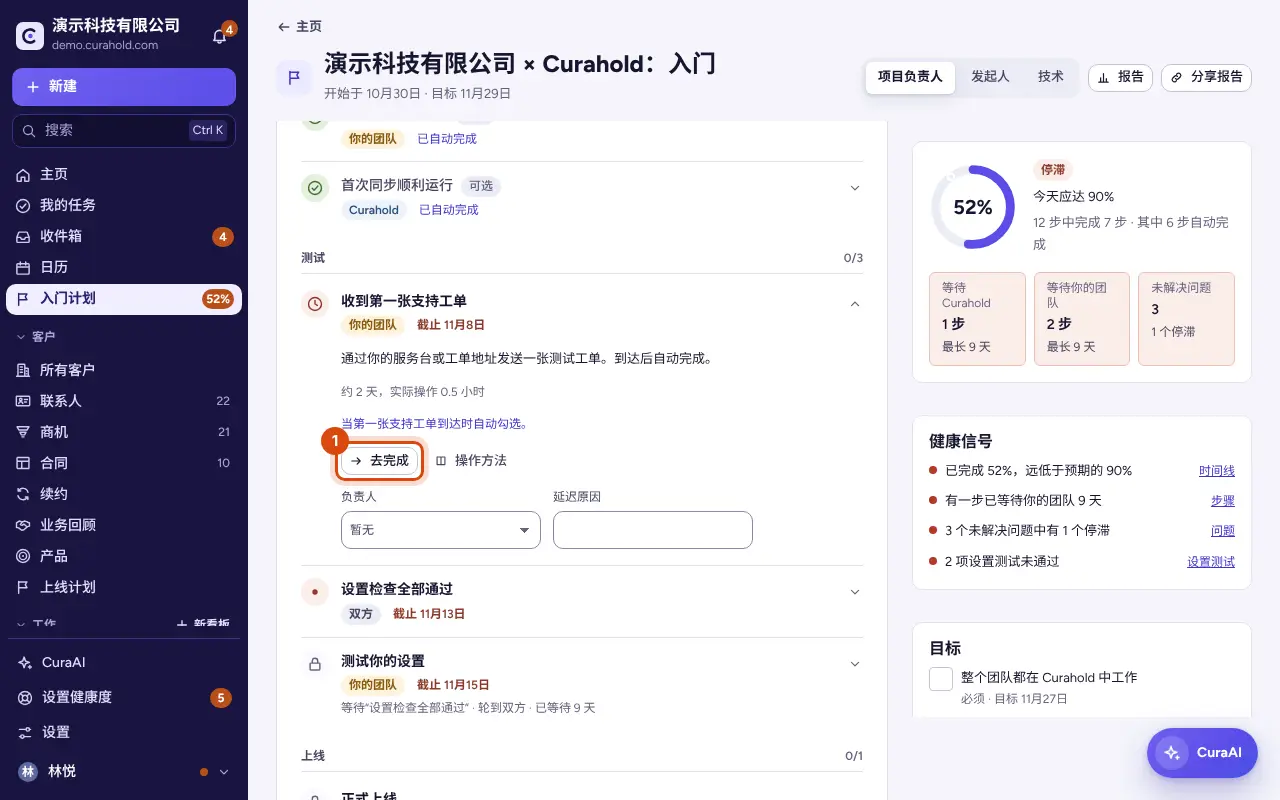 演示科技有限公司
demo.curahold.com
4
新建
搜索 Ctrl K
主页
我的任务
收件箱 4
日历
入门计划 52%
客户
所有客户
联系人 22
商机 21
合同 10
续约
业务回顾
产品
上线计划
工作 新看板
CuraAI
设置健康度 5
设置
林 林悦
主页
演示科技有限公司 × Curahold：入门
开始于 10月30日 · 目标 11月29日
项目负责人 发起人 技术 报告 分享报告
你的团队 已自动完成
首次同步顺利运行 可选
Curahold 已自动完成
测试 0/3
收到第一张支持工单
你的团队 截止 11月8日
通过你的服务台或工单地址发送一张测试工单。到达后自动完成。
约 2 天，实际操作 0.5 小时
当第一张支持工单到达时自动勾选。
1
去完成 操作方法
负责人 延迟原因
暂无
设置检查全部通过
双方 截止 11月13日
测试你的设置
你的团队 截止 11月15日
等待“设置检查全部通过” · 轮到双方 · 已等待 9 天
上线 0/1
正式上线
52%
停滞
今天应达 90%
12 步中完成 7 步 · 其中 6 步自动完
成
等待
Curahold
1 步
最长 9 天
等待你的团
队
2 步
最长 9 天
未解决问题
3
1 个停滞
健康信号
已完成 52%，远低于预期的 90% 时间线
有一步已等待你的团队 9 天 步骤
3 个未解决问题中有 1 个停滞 问题
2 项设置测试未通过 设置测试
目标
整个团队都在 Curahold 中工作
必须 · 目标 11月27日
CuraAI